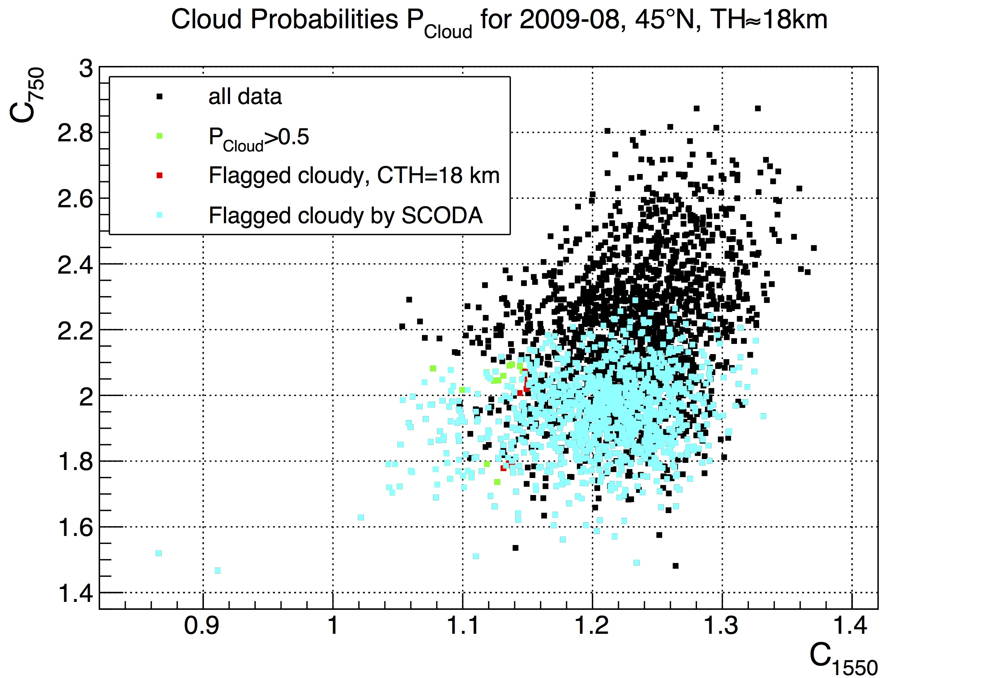 Cloud Probabilities P_Cloud for 2009-08, 45°N, TH≈18km
C_750
3
2.8
2.6
2.4
2.2
2
1.8
1.6
1.4
all data
P_Cloud>0.5
Flagged cloudy, CTH=18 km
Flagged cloudy by SCODA
0.9 1 1.1 1.2 1.3 1.4
C_1550